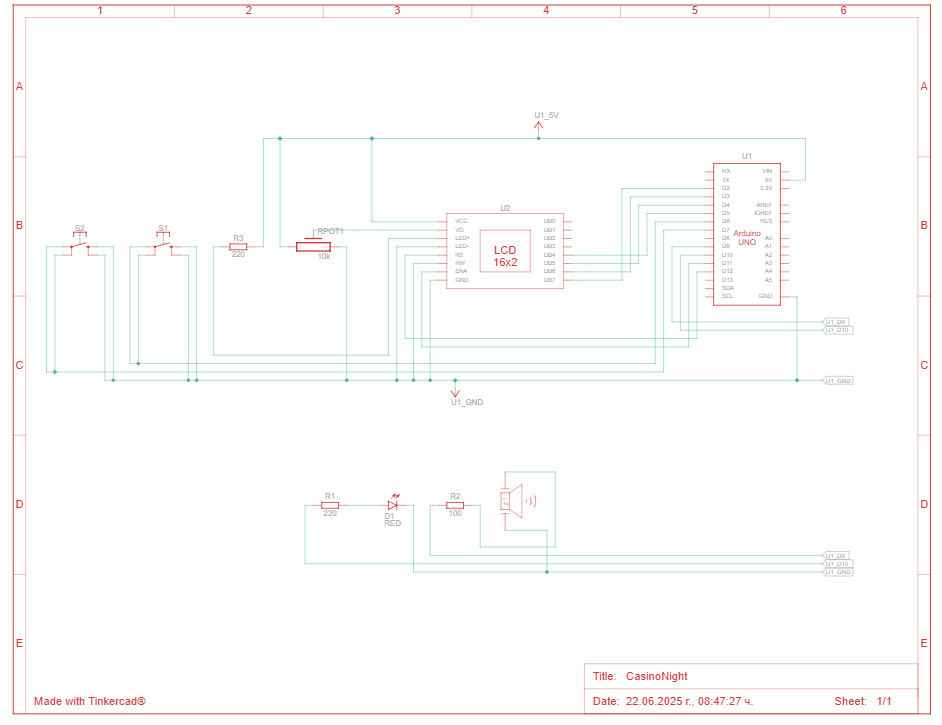 1 2 3 4 5 6
A A
U1_5V
U1
RX VIN
TX 5V
D2 3.3V
D3
D4 AREF
D5 IOREF
D6 RES
D7
D8 A0
D9 A1
D10 A2
D11 A3
D12 A4
D13 A5
SDA
SCL GND
Arduino
UNO
B B
S2 S1 R3 220
RPOT1 10k
U2
VCC DB0
VO DB1
LED+ DB2
LED- DB3
RS DB4
RW DB5
ENA DB6
GND DB7
LCD
16x2
U1_D9
U1_D10
C C
U1_GND
U1_GND
D D
R1 220
D1
RED
R2 100
U1_D9
U1_D10
U1_GND
E E
Title: CasinoNight
Made with Tinkercad®
Date: 22.06.2025 г., 08:47:27 ч. Sheet: 1/1